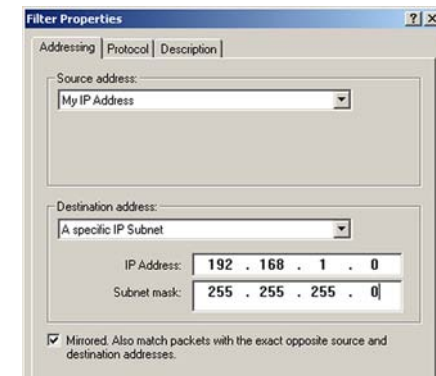 Filter Properties
Addressing Protocol Description
Source address:
My IP Address
Destination address:
A specific IP Subnet
IP Address: 192 . 168 . 1 . 0
Subnet mask: 255 . 255 . 255 . 0
Mirrored. Also match packets with the exact opposite source and
destination addresses.